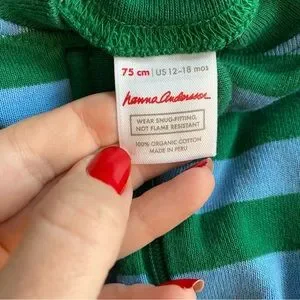 75 cm | US 12-18 mos
hanna andersson
WEAR SNUG-FITTING,
NOT FLAME RESISTANT
100% ORGANIC COTTON
MADE IN PERU